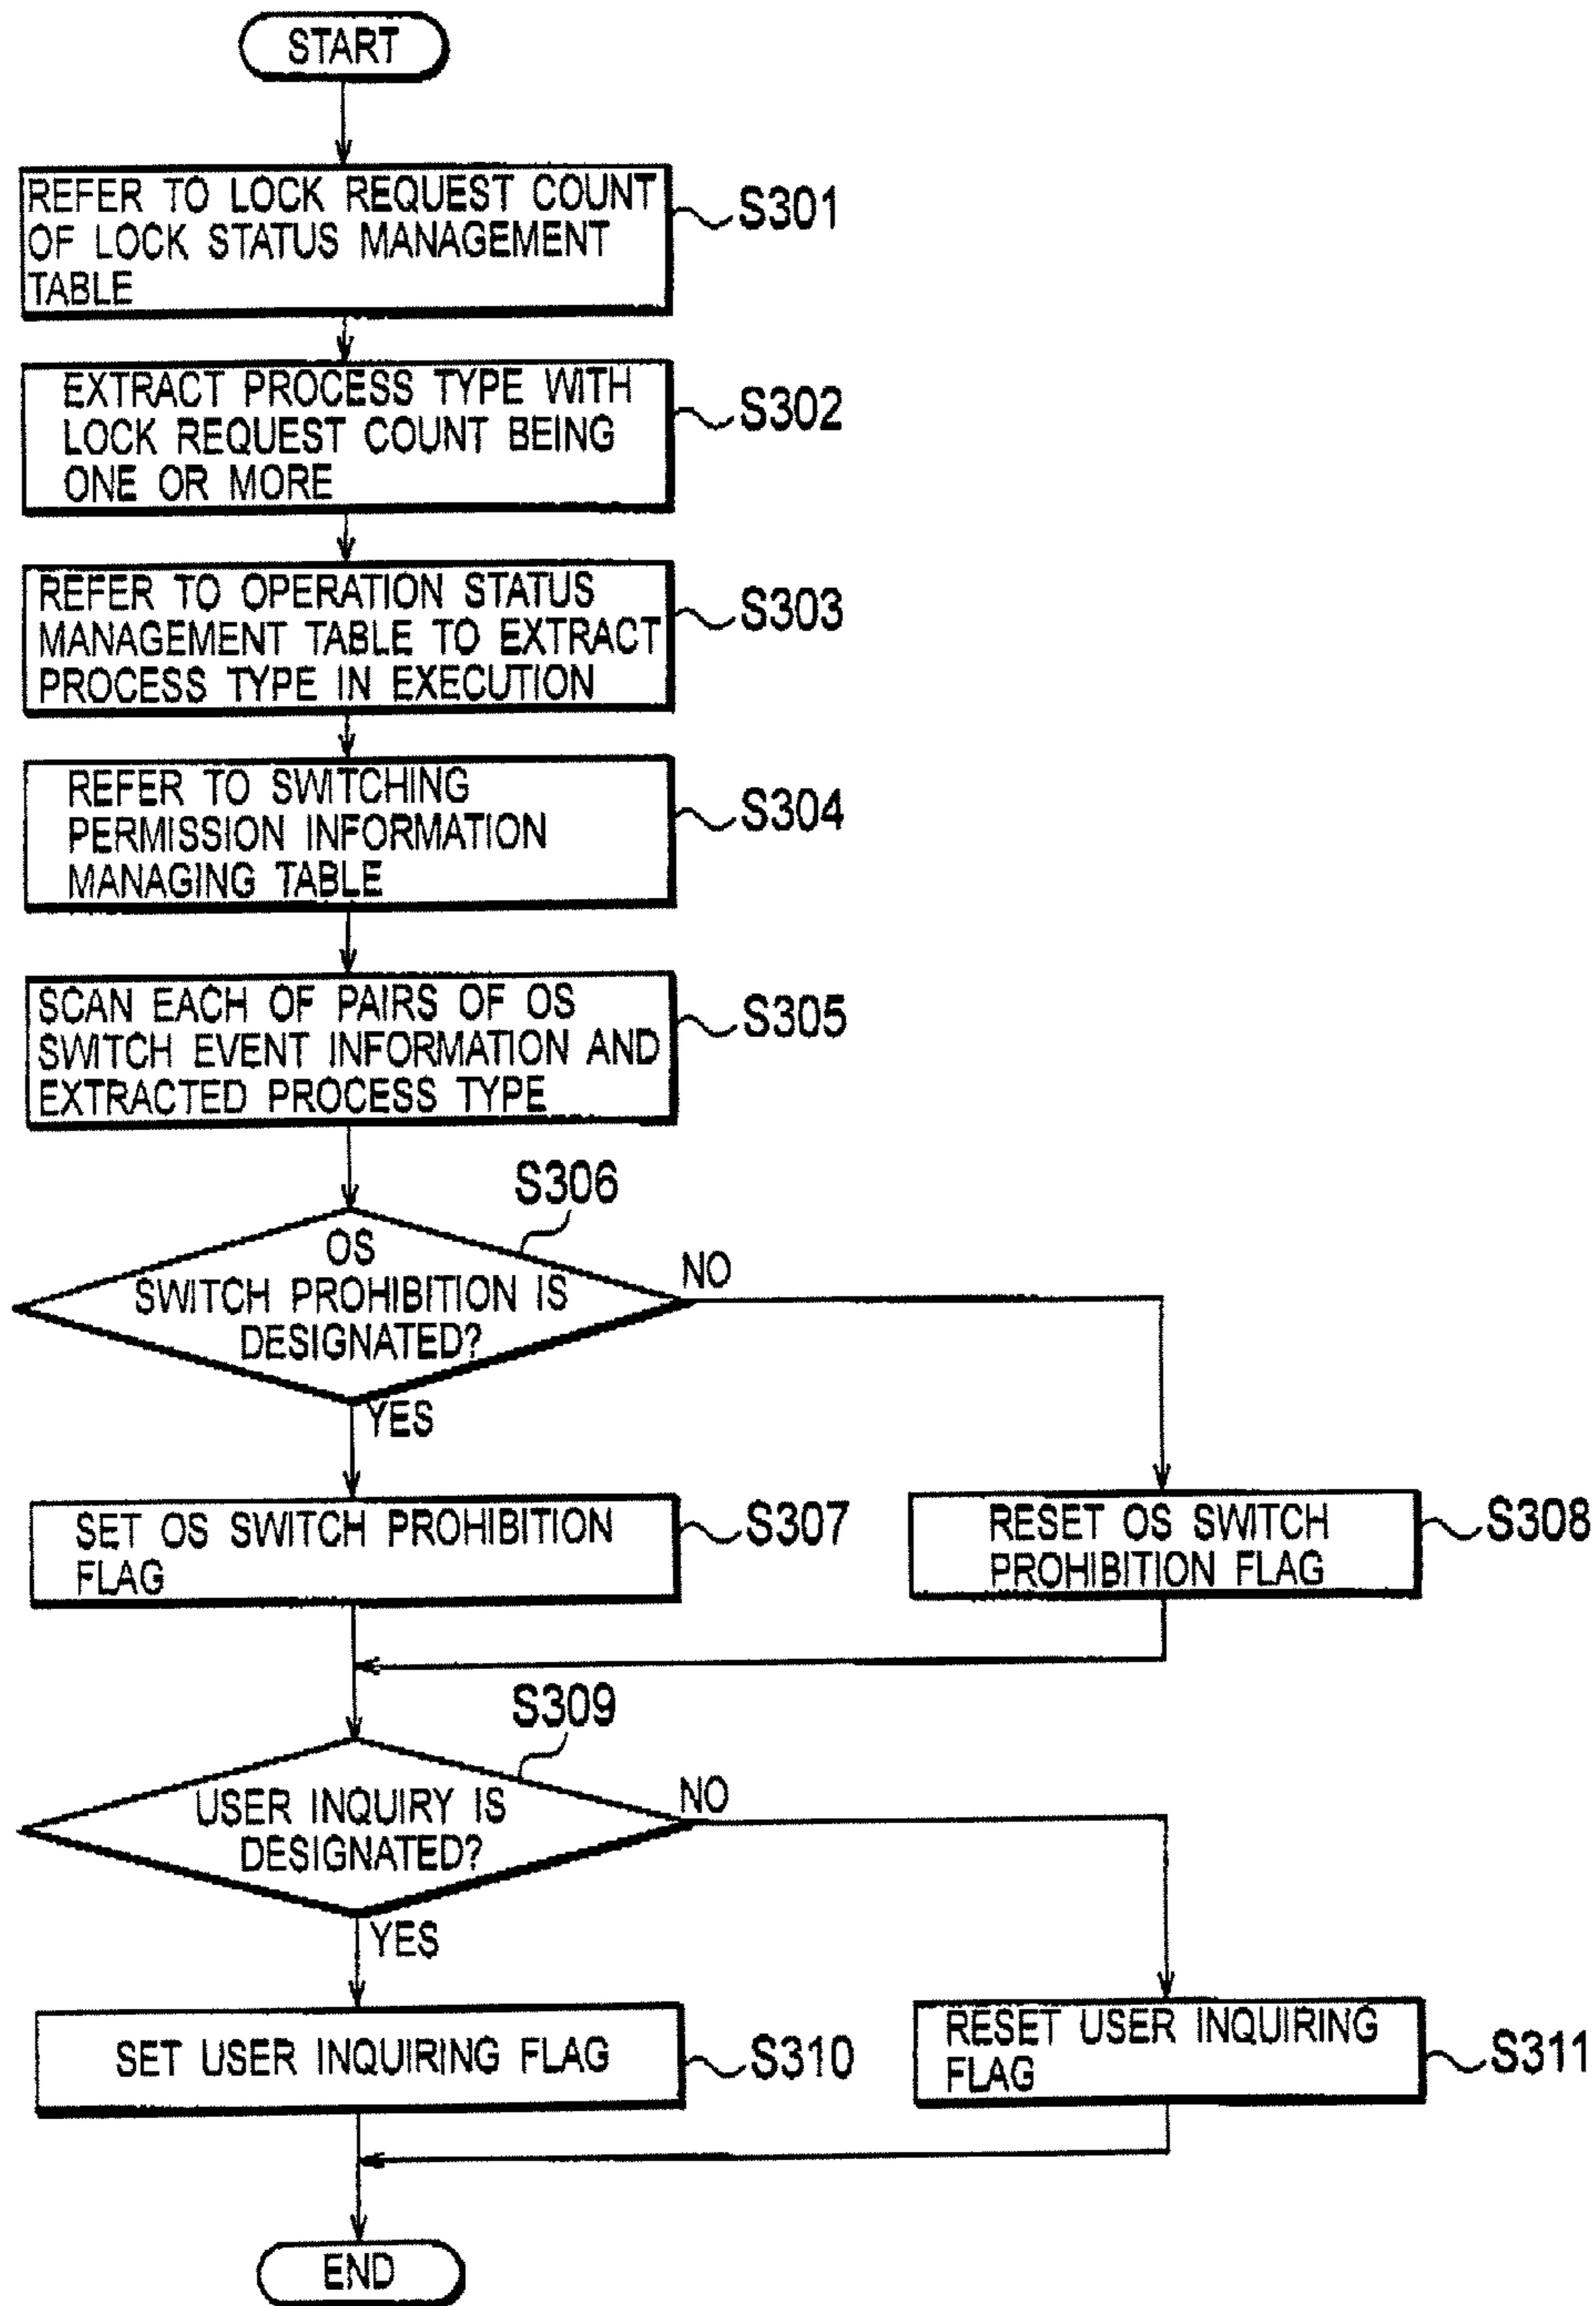 START
REFER TO LOCK REQUEST COUNT
OF LOCK STATUS MANAGEMENT
TABLE
S301
EXTRACT PROCESS TYPE WITH
LOCK REQUEST COUNT BEING
ONE OR MORE
S302
REFER TO OPERATION STATUS
MANAGEMENT TABLE TO EXTRACT
PROCESS TYPE IN EXECUTION
S303
REFER TO SWITCHING
PERMISSION INFORMATION
MANAGING TABLE
S304
SCAN EACH OF PAIRS OF OS
SWITCH EVENT INFORMATION AND
EXTRACTED PROCESS TYPE
S305
S306
OS
SWITCH PROHIBITION IS
DESIGNATED?
NO
YES
SET OS SWITCH PROHIBITION
FLAG
S307
RESET OS SWITCH
PROHIBITION FLAG
S308
S309
USER INQUIRY IS
DESIGNATED?
NO
YES
SET USER INQUIRING FLAG
S310
RESET USER INQUIRING
FLAG
S311
END